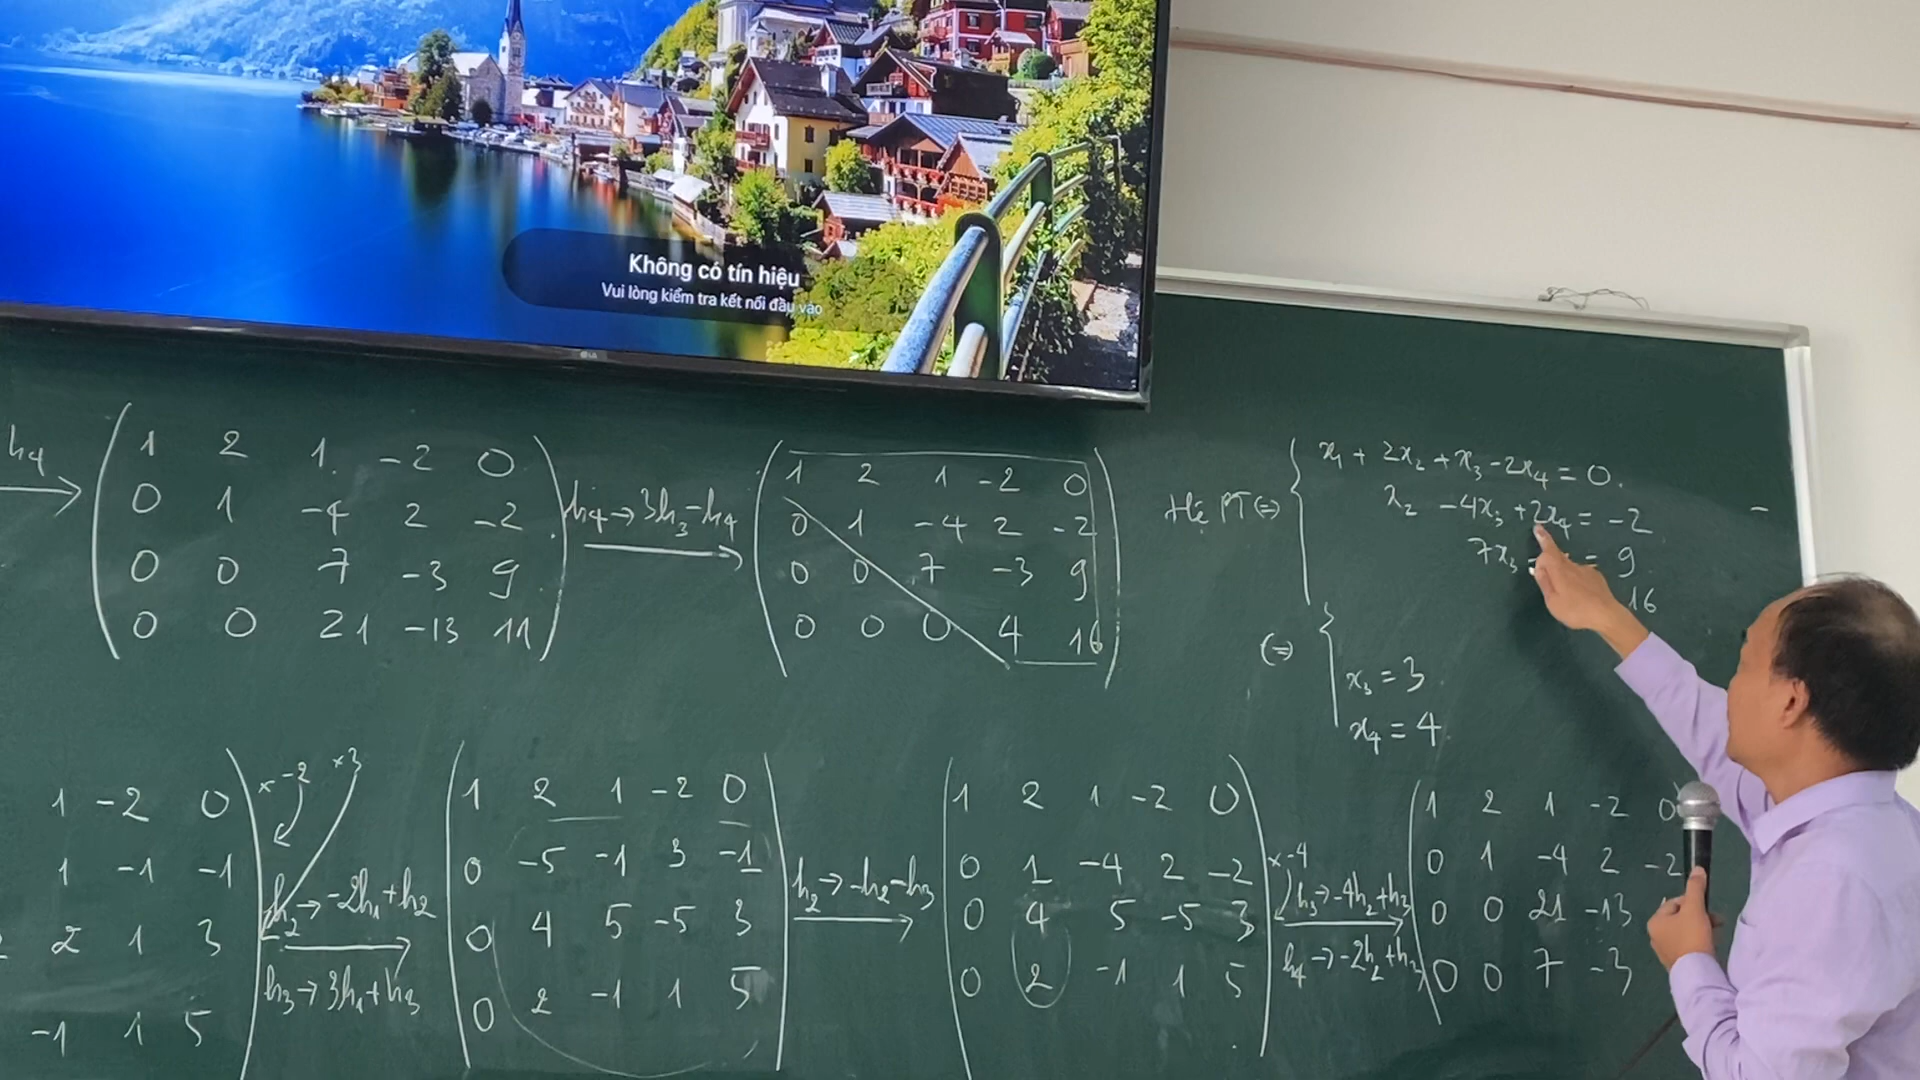 Không có tín hiệu
Vui lòng kiểm tra kết nối đầu vào
LG
h4
1 2 1 -2 0
0 1 -4 2 -2
0 0 7 -3 9
0 0 21 -13 11
h4 → 3h3-h4
1 2 1 -2 0
0 1 -4 2 -2
0 0 7 -3 9
0 0 0 4 16
Hệ PT ⇔
x1 + 2x2 + x3 - 2x4 = 0
x2 - 4x3 + 2x4 = -2
7x3 = 9
16
⇔
x3 = 3
x4 = 4
1 -2 0
1 -1 -1
2 1 3
-1 1 5
x -2 x3
h2 → -2h1+h2
h3 → 3h1+h3
1 2 1 -2 0
0 -5 -1 3 -1
0 4 5 -5 3
0 2 -1 1 5
h2 → -h2-h3
1 2 1 -2 0
0 1 -4 2 -2
0 4 5 -5 3
0 2 -1 1 5
x -4
h3 → -4h2+h3
h4 → -2h2+h
1 2 1 -2 0
0 1 -4 2 -2
0 0 21 -13
0 0 7 -3